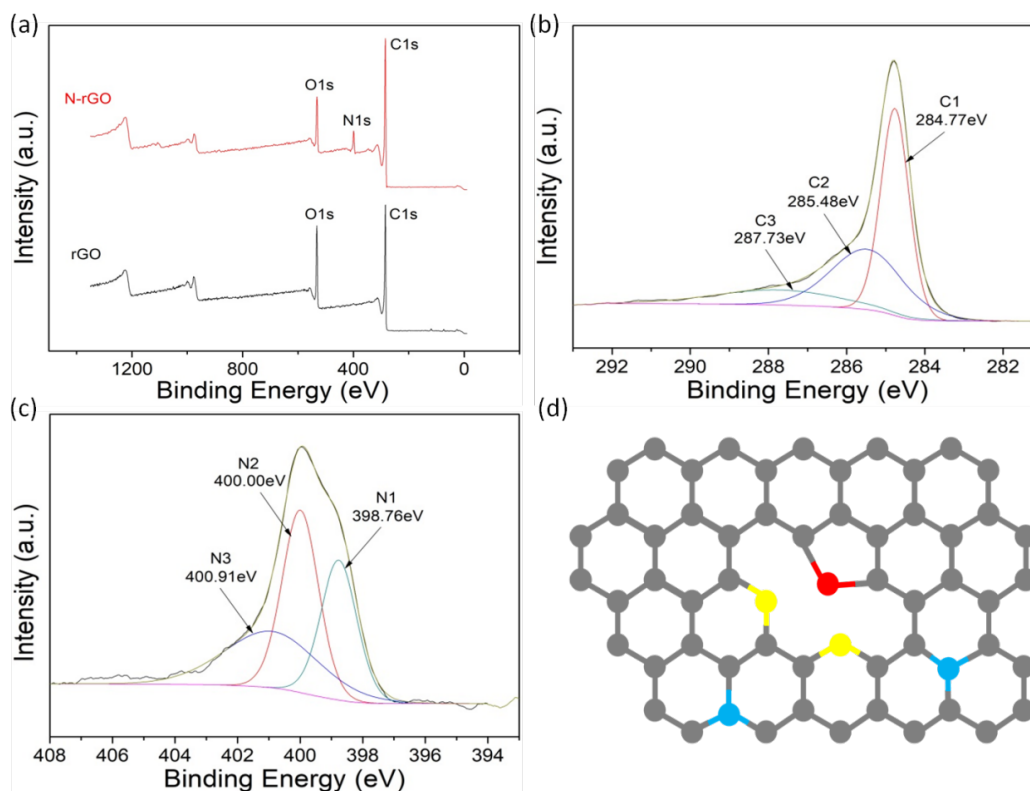 (a)
N-rGO
O1s
N1s
C1s
rGO
O1s
C1s
Intensity (a.u.)
1200
800
400
0
Binding Energy (eV)
(b)
C1
284.77eV
C2
285.48eV
C3
287.73eV
Intensity (a.u.)
292
290
288
286
284
282
Binding Energy (eV)
(c)
N2
400.00eV
N1
398.76eV
N3
400.91eV
Intensity (a.u.)
408
406
404
402
400
398
396
394
Binding Energy (eV)
(d)